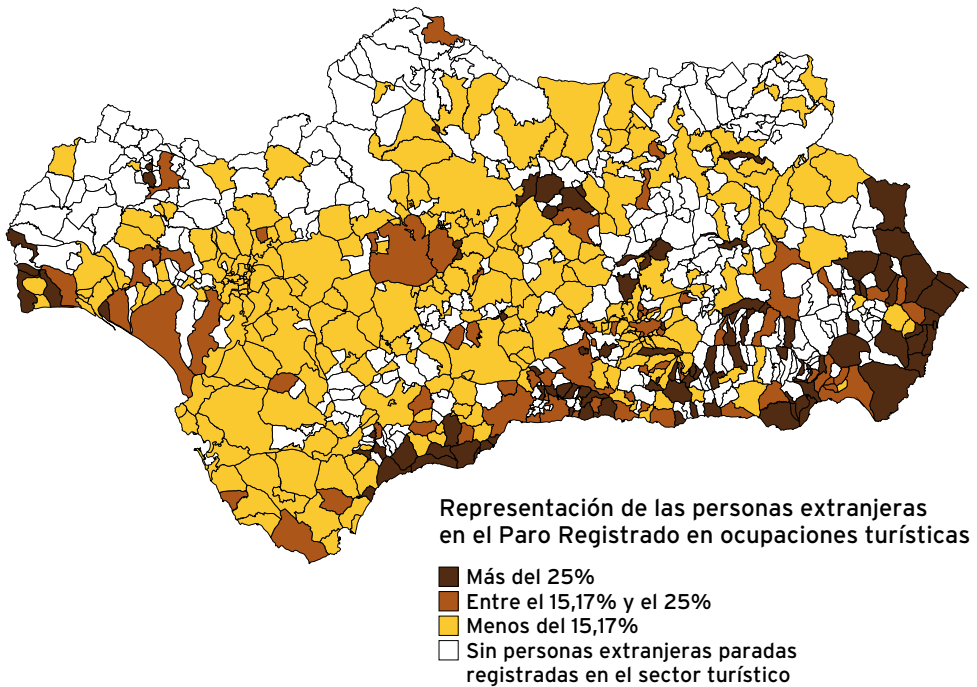 Representación de las personas extranjeras
en el Paro Registrado en ocupaciones turísticas
Más del 25%
Entre el 15,17% y el 25%
Menos del 15,17%
Sin personas extranjeras paradas
registradas en el sector turístico